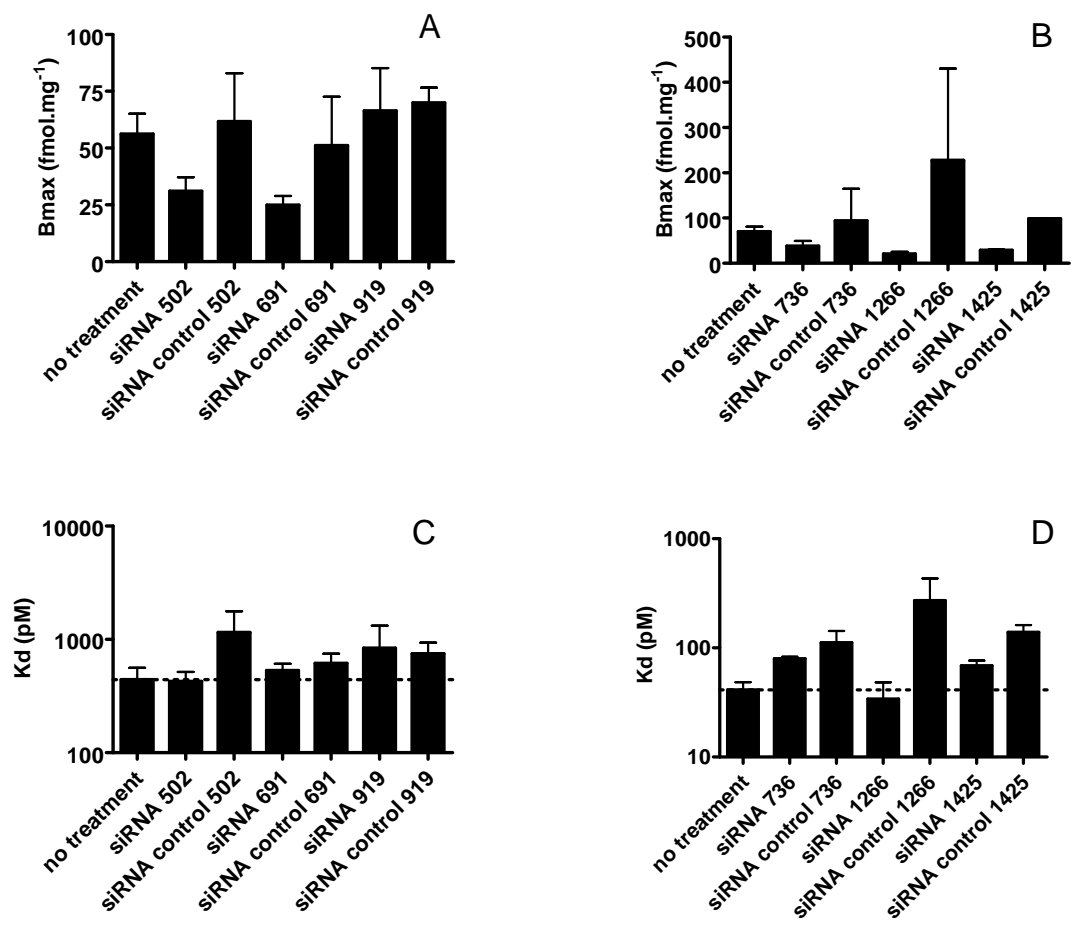 A
Bmax (fmol.mg-1)
100
75
50
25
0
no treatment
siRNA 502
siRNA control 502
siRNA 691
siRNA control 691
siRNA 919
siRNA control 919
B
Bmax (fmol.mg-1)
500
400
300
200
100
0
no treatment
siRNA 736
siRNA control 736
siRNA 1266
siRNA control 1266
siRNA 1425
siRNA control 1425
C
Kd (pM)
10000
1000
100
no treatment
siRNA 502
siRNA control 502
siRNA 691
siRNA control 691
siRNA 919
siRNA control 919
D
Kd (pM)
1000
100
10
no treatment
siRNA 736
siRNA control 736
siRNA 1266
siRNA control 1266
siRNA 1425
siRNA control 1425